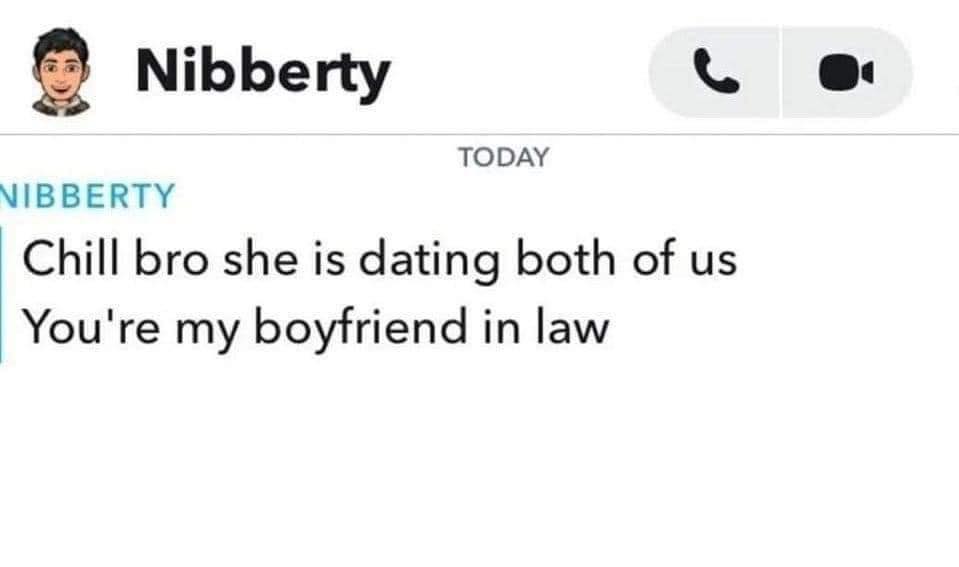 Nibberty
TODAY
NIBBERTY
Chill bro she is dating both of us
You're my boyfriend in law